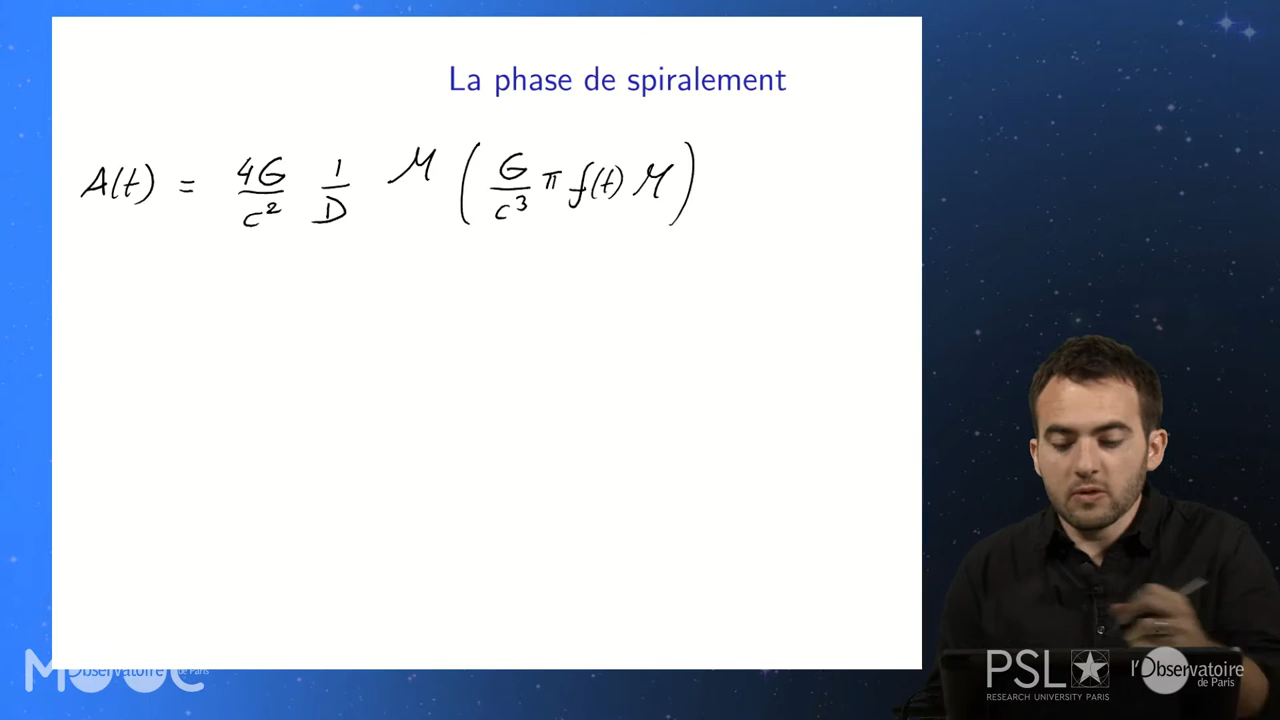 La phase de spiralement
A(t) = 4G/c² 1/D ℳ (G/c³ π f(t) ℳ)
MOOC
l'Observatoire
de Paris
PSL
RESEARCH UNIVERSITY PARIS
l'Observatoire
de Paris